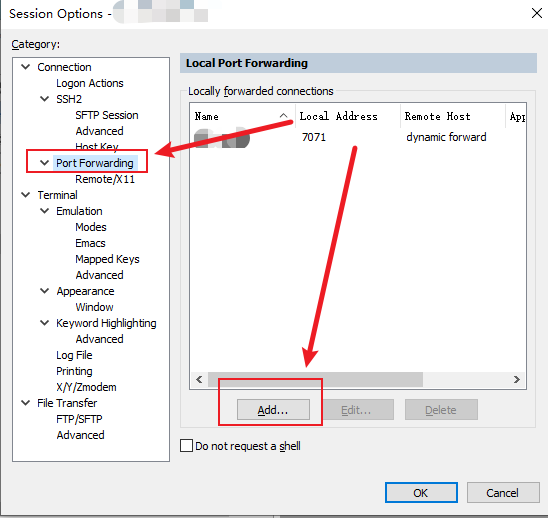 Session Options -
Category:
Connection
Logon Actions
SSH2
SFTP Session
Advanced
Host Key
Port Forwarding
Remote/X11
Terminal
Emulation
Modes
Emacs
Mapped Keys
Advanced
Appearance
Window
Keyword Highlighting
Advanced
Log File
Printing
X/Y/Zmodem
File Transfer
FTP/SFTP
Advanced
Local Port Forwarding
Locally forwarded connections
Name Local Address Remote Host App
7071 dynamic forward
Add... Edit... Delete
Do not request a shell
OK Cancel